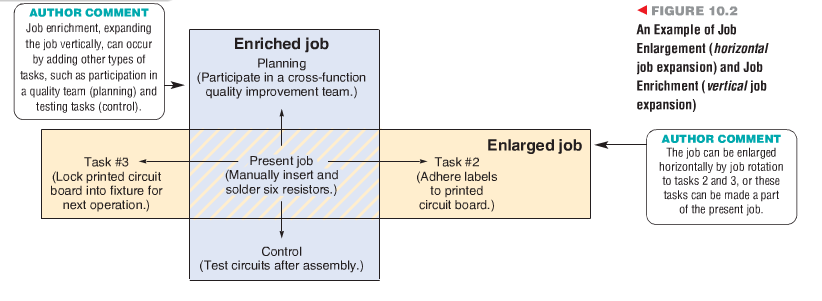 AUTHOR COMMENT
Job enrichment, expanding
the job vertically, can occur
by adding other types of
tasks, such as participation in
a quality team (planning) and
testing tasks (control).
Enriched job
Planning
(Participate in a cross-function
quality improvement team.)
FIGURE 10.2
An Example of Job
Enlargement (horizontal
job expansion) and Job
Enrichment (vertical job
expansion)
Enlarged job
Task #3
(Lock printed circuit
board into fixture for
next operation.)
Present job
(Manually insert and
solder six resistors.)
Task #2
(Adhere labels
to printed
circuit board.)
AUTHOR COMMENT
The job can be enlarged
horizontally by job rotation
to tasks 2 and 3, or these
tasks can be made a part
of the present job.
Control
(Test circuits after assembly.)